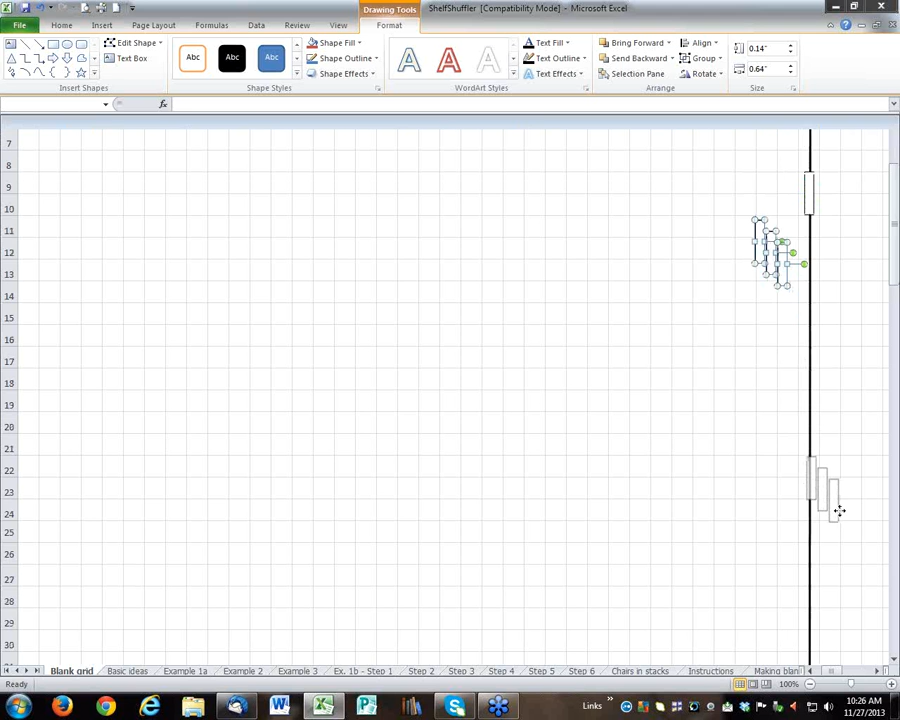 Drawing Tools
ShelfShuffler [Compatibility Mode] - Microsoft Excel
File Home Insert Page Layout Formulas Data Review View Format
Edit Shape
Text Box
Insert Shapes
Abc Abc Abc
Shape Fill
Shape Outline
Shape Effects
Shape Styles
A A A
Text Fill
Text Outline
Text Effects
WordArt Styles
Bring Forward
Send Backward
Selection Pane
Align
Group
Rotate
Arrange
0.14"
0.64"
Size
fx
7
8
9
10
11
12
13
14
15
16
17
18
19
20
21
22
23
24
25
26
27
28
29
30
Blank grid Basic ideas Example 1a Example 2 Example 3 Ex. 1b - Step 1 Step 2 Step 3 Step 4 Step 5 Step 6 Chairs in stacks Instructions Making blan
Ready
100%
Links
10:26 AM
11/27/2013